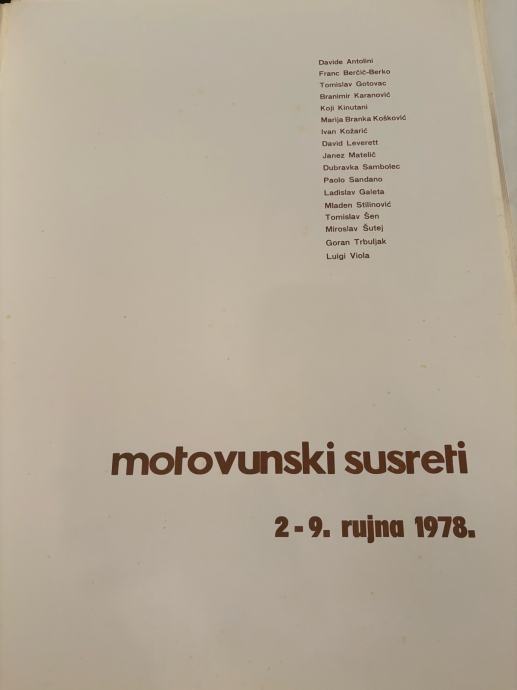 Davide Antolini
Franc Berčič-Berko
Tomislav Gotovac
Branimir Karanović
Koji Kinutani
Marija Branka Košković
Ivan Kožarić
David Leverett
Janez Matelič
Dubravka Sambolec
Paolo Sandano
Ladislav Galeta
Mladen Stilinović
Tomislav Šen
Miroslav Šutej
Goran Trbuljak
Luigi Viola
motovunski susreti
2-9. rujna 1978.